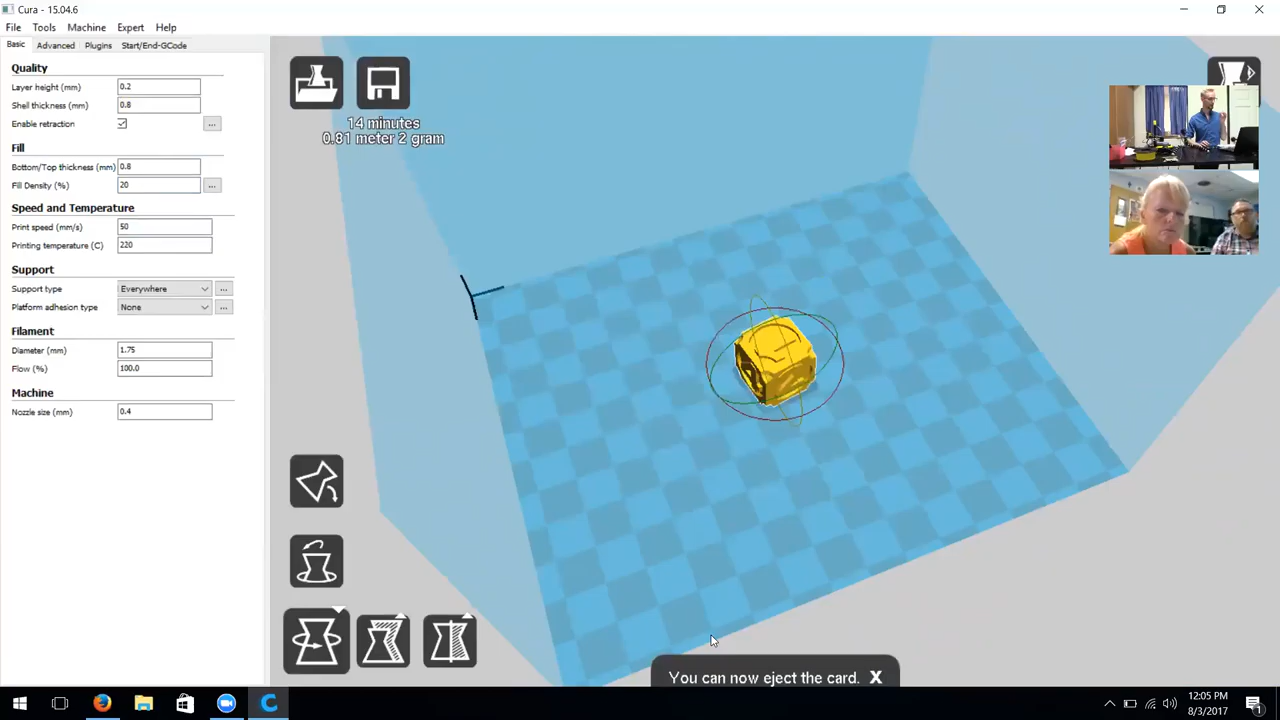 Cura - 15.04.6
File Tools Machine Expert Help
Basic Advanced Plugins Start/End-GCode
Quality
Layer height (mm) 0.2
Shell thickness (mm) 0.8
Enable retraction ...
Fill
Bottom/Top thickness (mm) 0.8
Fill Density (%) 20 ...
Speed and Temperature
Print speed (mm/s) 50
Printing temperature (C) 220
Support
Support type Everywhere ...
Platform adhesion type None ...
Filament
Diameter (mm) 1.75
Flow (%) 100.0
Machine
Nozzle size (mm) 0.4
14 minutes
0.81 meter 2 gram
You can now eject the card. X
12:05 PM
8/3/2017
1